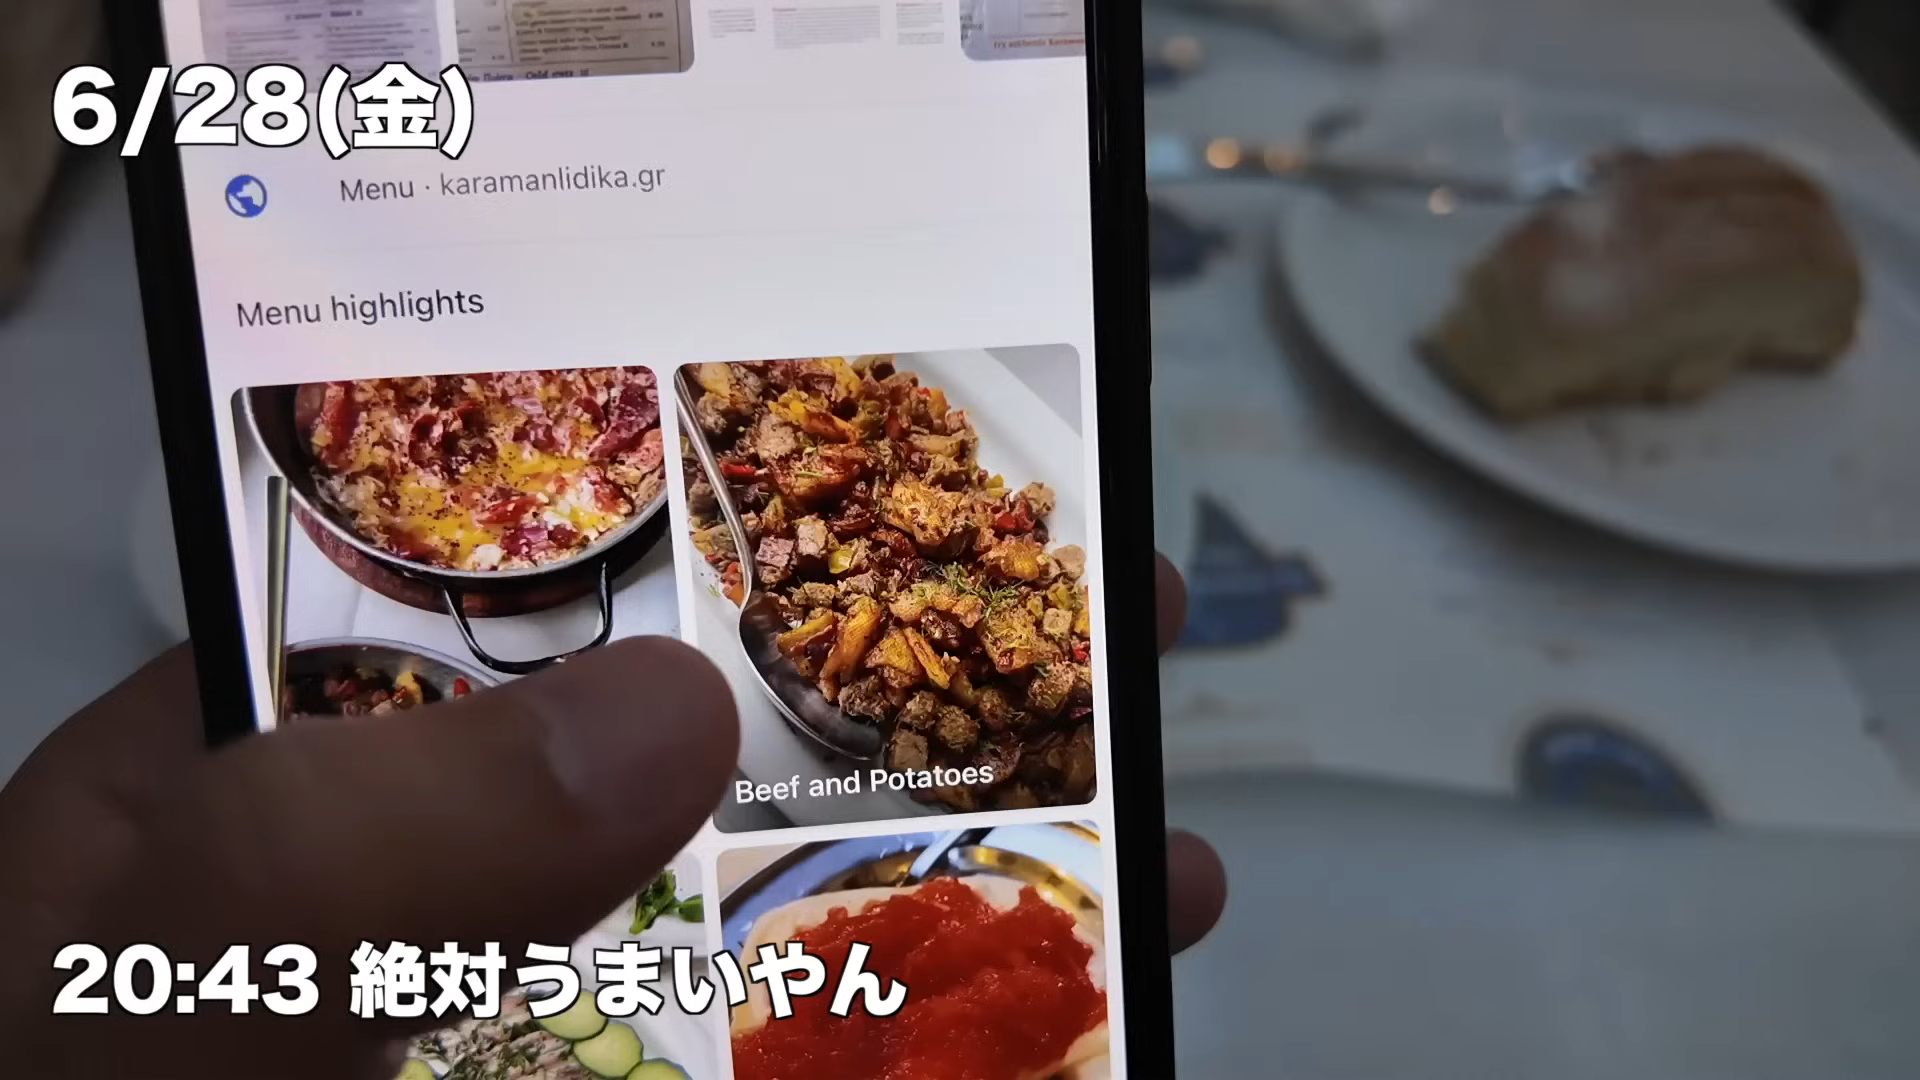 6/28(金)
Menu · karamanlidika.gr
Menu highlights
Beef and Potatoes
20:43 絶対うまいやん